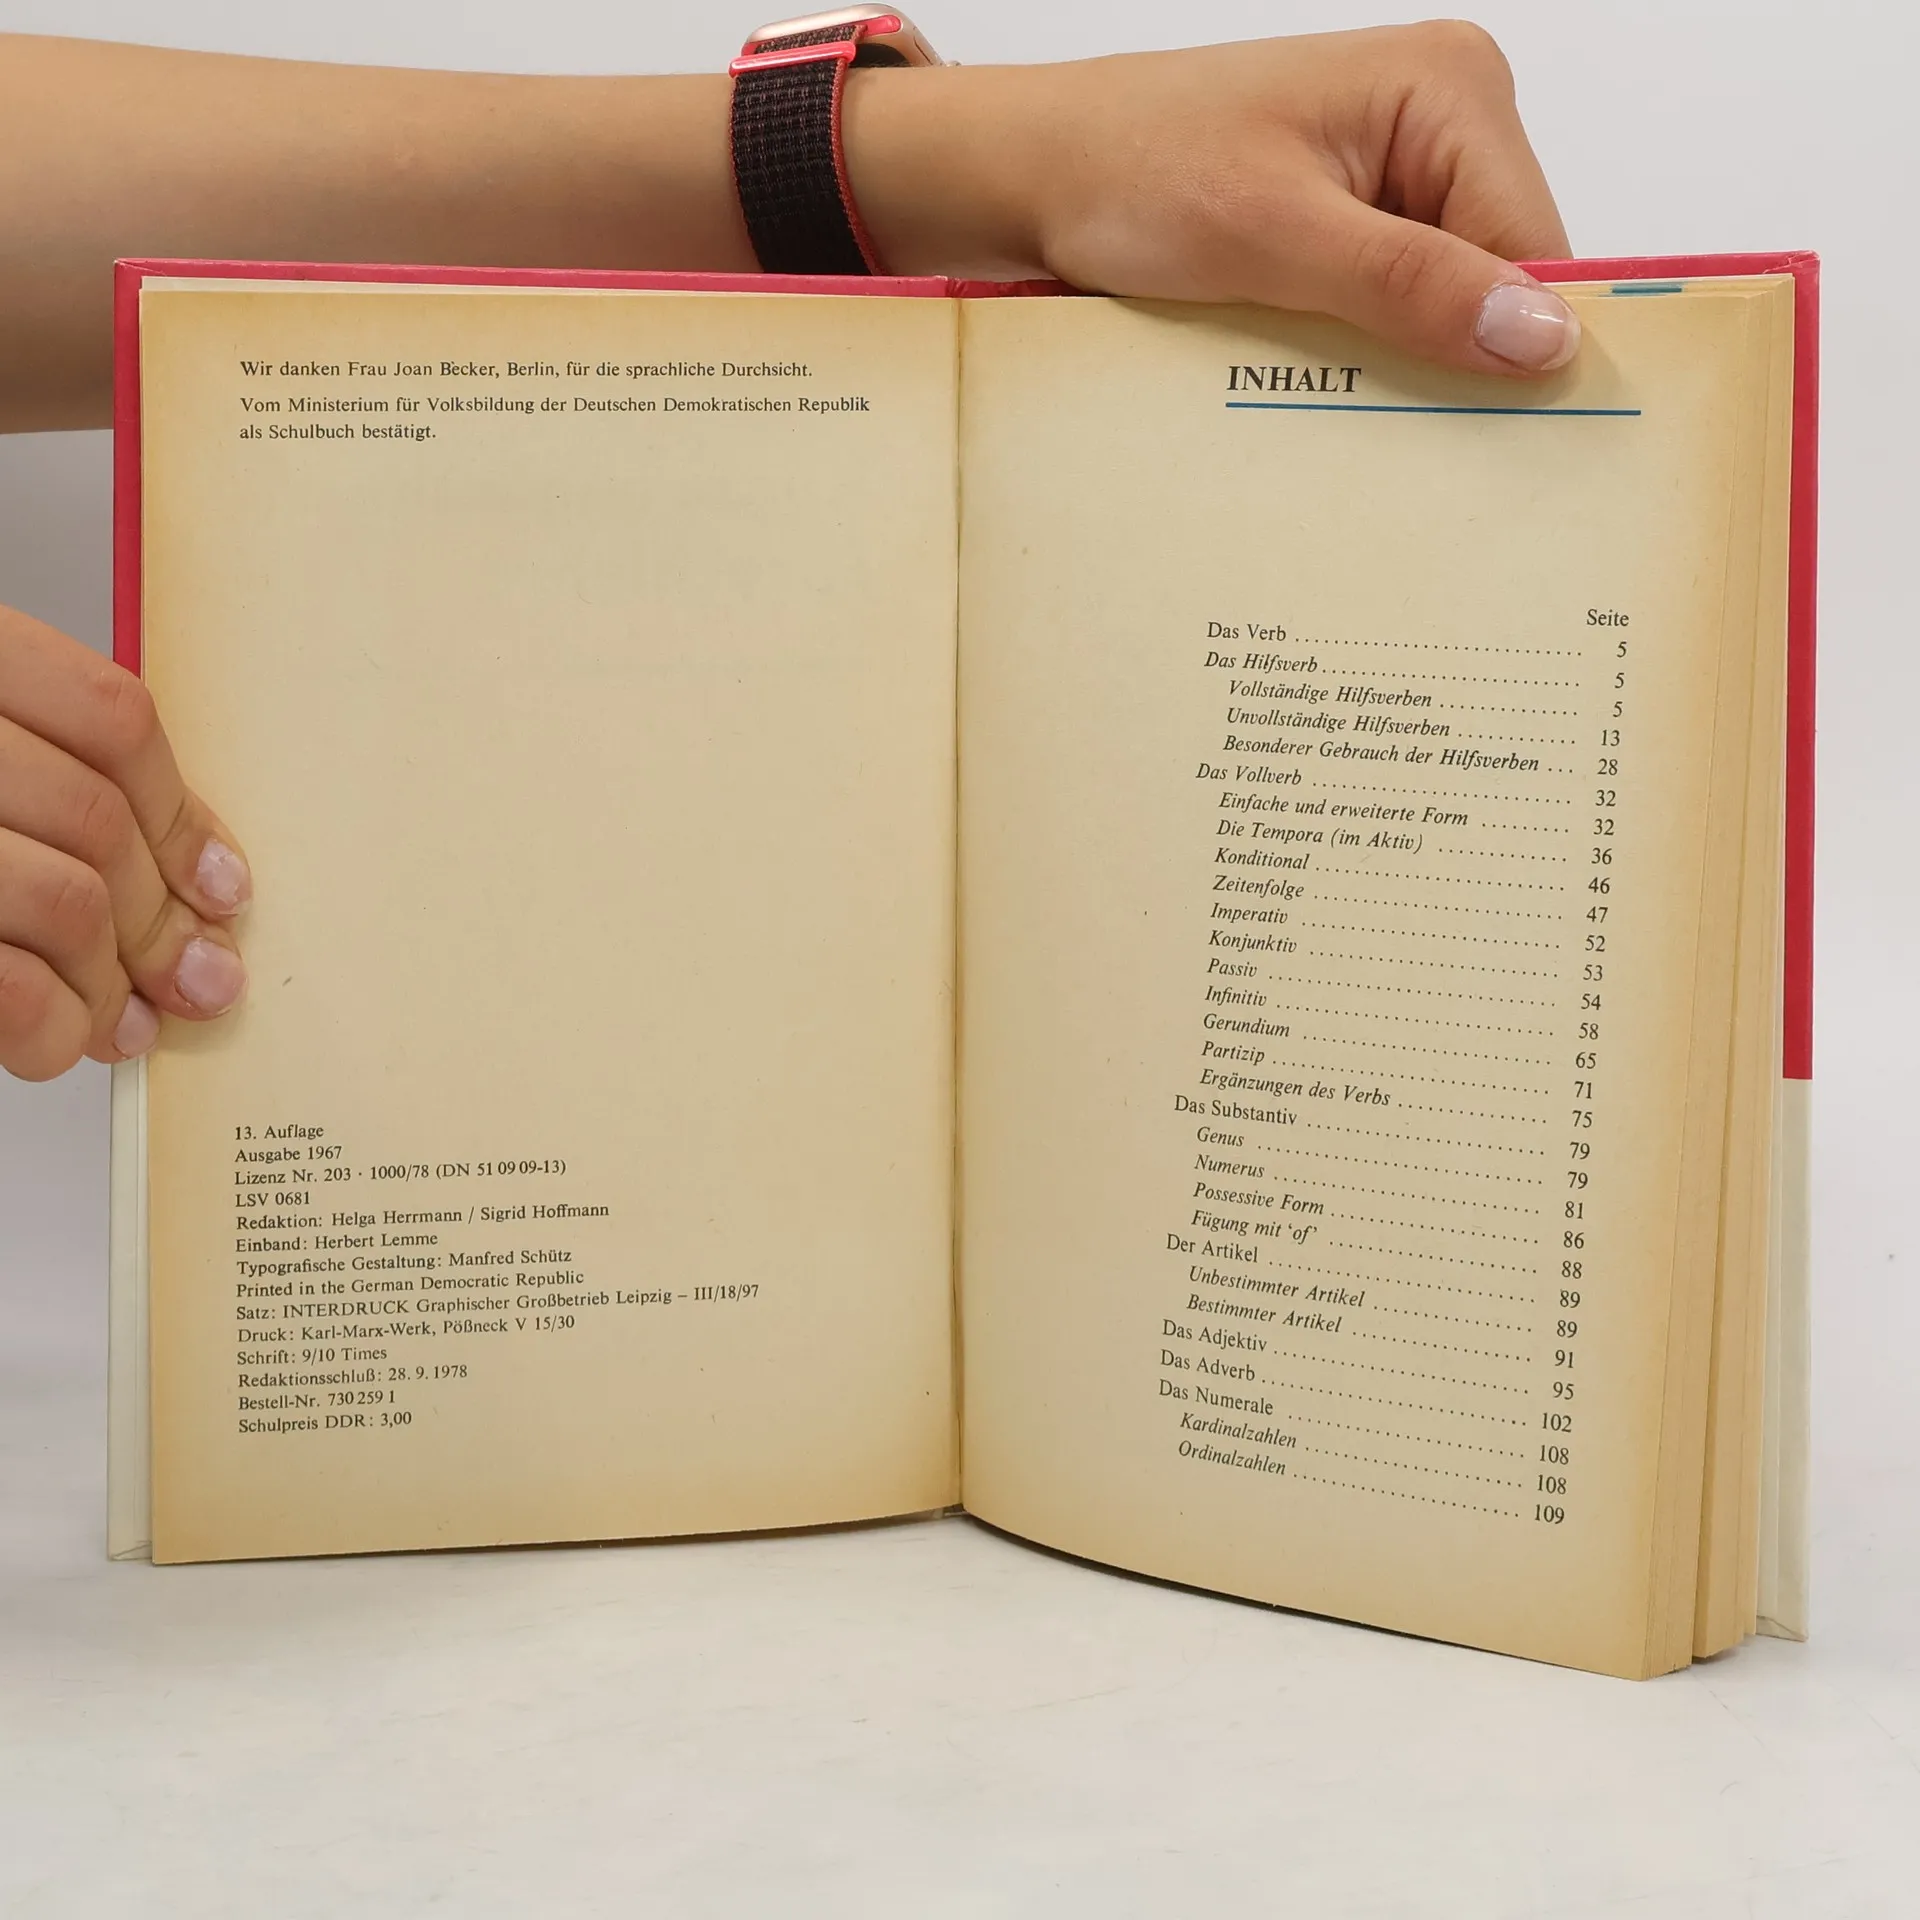 Wir danken Frau Joan Becker, Berlin, für die sprachliche Durchsicht.
Vom Ministerium für Volksbildung der Deutschen Demokratischen Republik
als Schulbuch bestätigt.
13. Auflage
Ausgabe 1967
Lizenz Nr. 203 · 1000/78 (DN 51 09 09-13)
LSV 0681
Redaktion: Helga Herrmann / Sigrid Hoffmann
Einband: Herbert Lemme
Typografische Gestaltung: Manfred Schütz
Printed in the German Democratic Republic
Satz: INTERDRUCK Graphischer Großbetrieb Leipzig – III/18/97
Druck: Karl-Marx-Werk, Pößneck V 15/30
Schrift: 9/10 Times
Redaktionsschluß: 28. 9. 1978
Bestell-Nr. 730 259 1
Schulpreis DDR: 3,00
INHALT
Seite
Das Verb .............................. 5
Das Hilfsverb .............................. 5
Vollständige Hilfsverben .............. 5
Unvollständige Hilfsverben ............ 13
Besonderer Gebrauch der Hilfsverben ... 28
Das Vollverb .............................. 32
Einfache und erweiterte Form ......... 32
Die Tempora (im Aktiv) ............. 36
Konditional .......................... 46
Zeitenfolge .......................... 47
Imperativ .......................... 52
Konjunktiv .......................... 53
Passiv .............................. 54
Infinitiv .............................. 58
Gerundium .......................... 65
Partizip .............................. 71
Ergänzungen des Verbs ................ 75
Das Substantiv .......................... 79
Genus .............................. 79
Numerus .............................. 81
Possessive Form ...................... 86
Fügung mit ‘of’ ...................... 88
Der Artikel .............................. 89
Unbestimmter Artikel ................. 89
Bestimmter Artikel ................... 91
Das Adjektiv .............................. 95
Das Adverb .............................. 102
Das Numerale .......................... 108
Kardinalzahlen ........................ 108
Ordinalzahlen ........................ 109